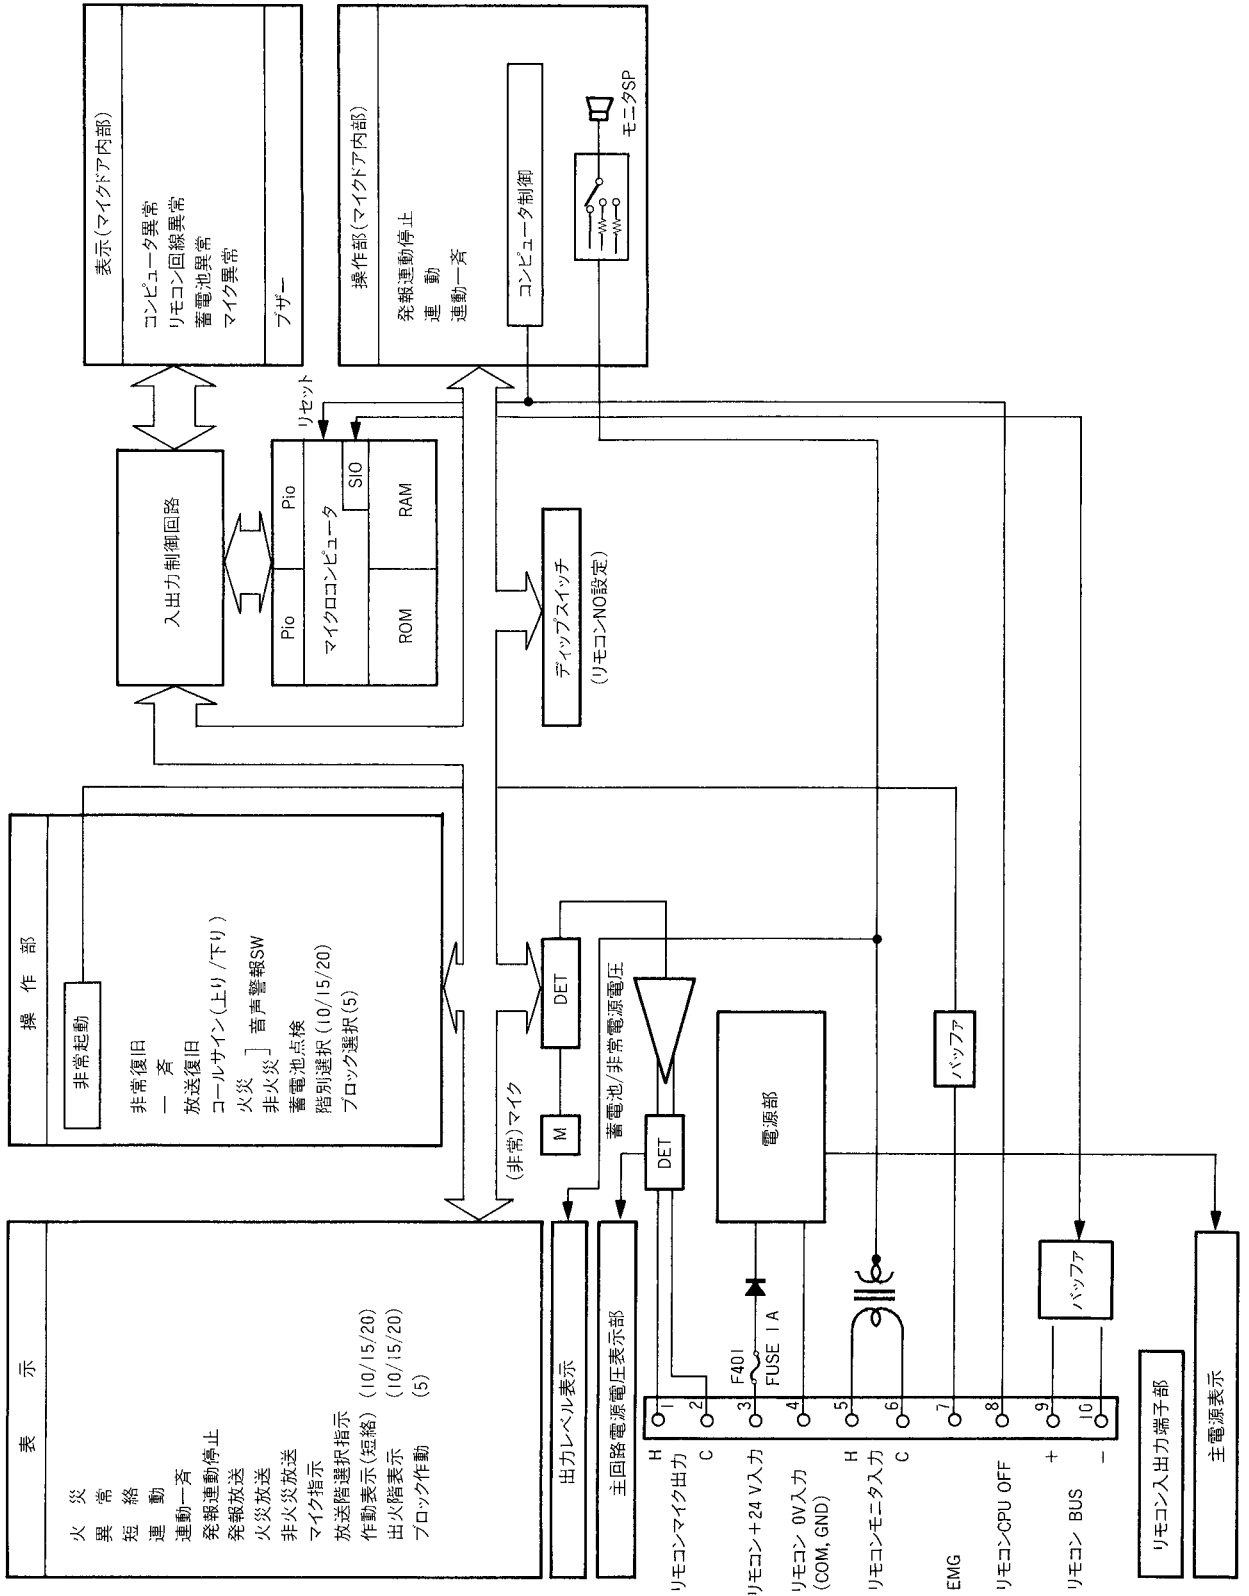 表示
火災
異常
短絡
連動
連動一斉
発報連動停止
発報放送
火災放送
非火災放送
マイク指示
放送階選択指示
作動表示(短絡) (10/15/20)
出火階表示 (10/15/20)
ブロック作動 (5)
出力レベル表示
主回路電源電圧表示部
操作部
非常起動
非常復旧
一斉
放送復旧
コールサイン(上り/下り)
火災
非火災 ] 音声警報SW
蓄電池点検
階別選択(10/15/20)
ブロック選択(5)
(非常)マイク
M
DET
蓄電池/非常電源電圧
DET
入出力制御回路
Pio
Pio
マイクロコンピュータ
SIO
ROM
RAM
リセット
ディップスイッチ
(リモコンNO設定)
表示(マイクドア内部)
コンピュータ異常
リモコン回線異常
蓄電池異常
マイク異常
ブザー
操作部(マイクドア内部)
発報連動停止
連動
連動一斉
コンピュータ制御
モニタSP
電源部
F401
FUSE 1A
バッファ
バッファ
H 1
リモコンマイク出力
C 2
リモコン+24V入力 3
リモコン 0V入力 4
(COM,GND)
H 5
リモコンモニタ入力
C 6
EMG 7
リモコンCPU OFF 8
+ 9
リモコン BUS
− 10
リモコン入出力端子部
主電源表示